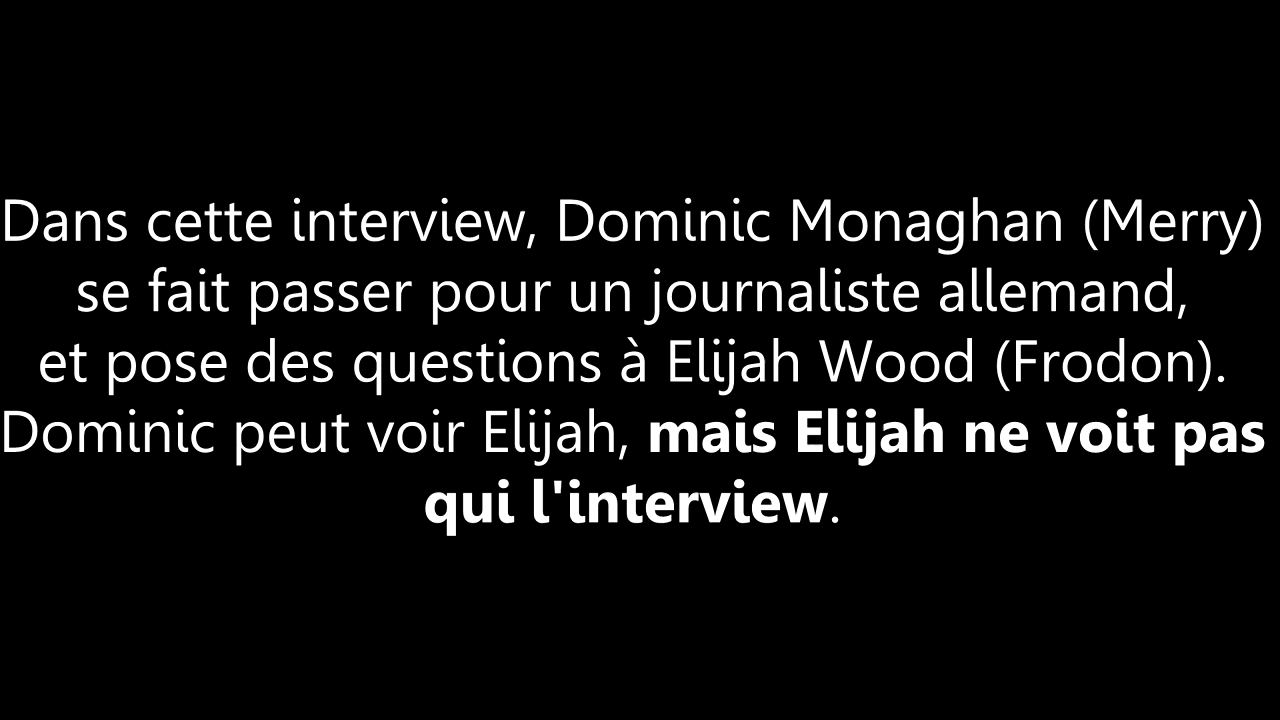 Dans cette interview, Dominic Monaghan (Merry)
se fait passer pour un journaliste allemand,
et pose des questions à Elijah Wood (Frodon).
Dominic peut voir Elijah, mais Elijah ne voit pas
qui l'interview.